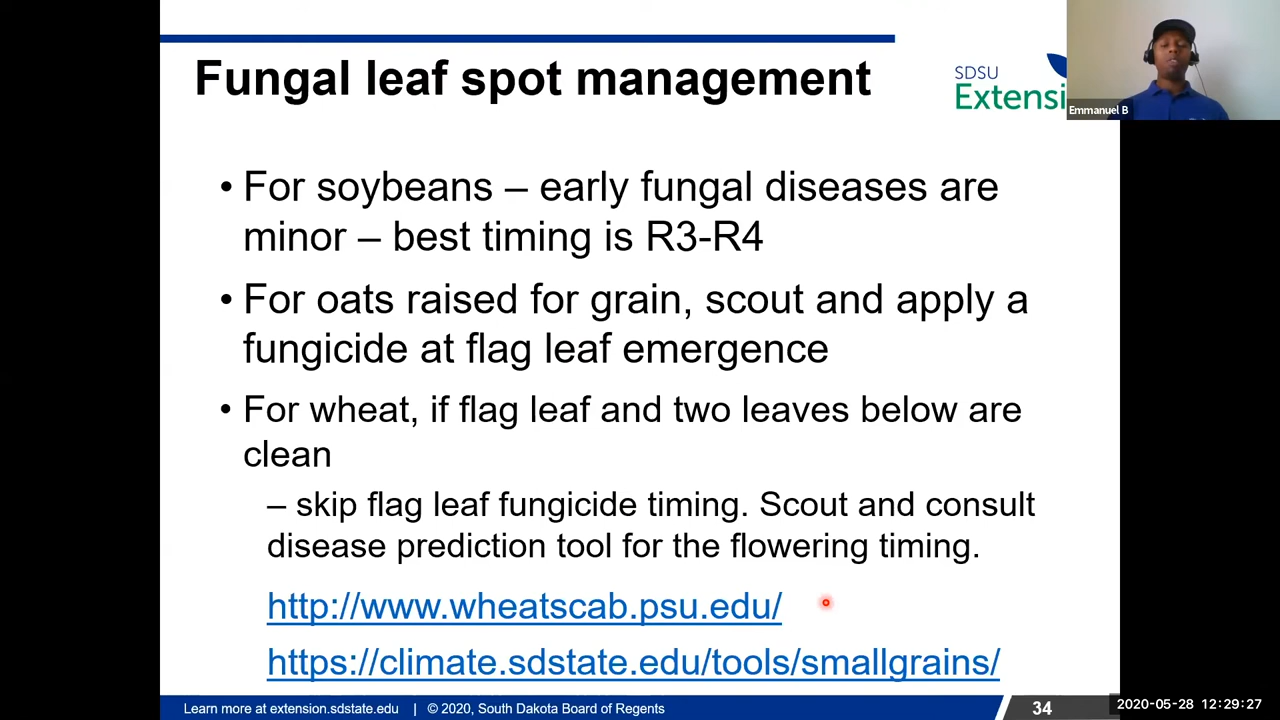 Fungal leaf spot management
SDSU
Extensi
Emmanuel B
• For soybeans – early fungal diseases are
minor – best timing is R3-R4
• For oats raised for grain, scout and apply a
fungicide at flag leaf emergence
• For wheat, if flag leaf and two leaves below are
clean
– skip flag leaf fungicide timing. Scout and consult
disease prediction tool for the flowering timing.
http://www.wheatscab.psu.edu/
https://climate.sdstate.edu/tools/smallgrains/
Learn more at extension.sdstate.edu | © 2020, South Dakota Board of Regents
34
2020-05-28 12:29:27